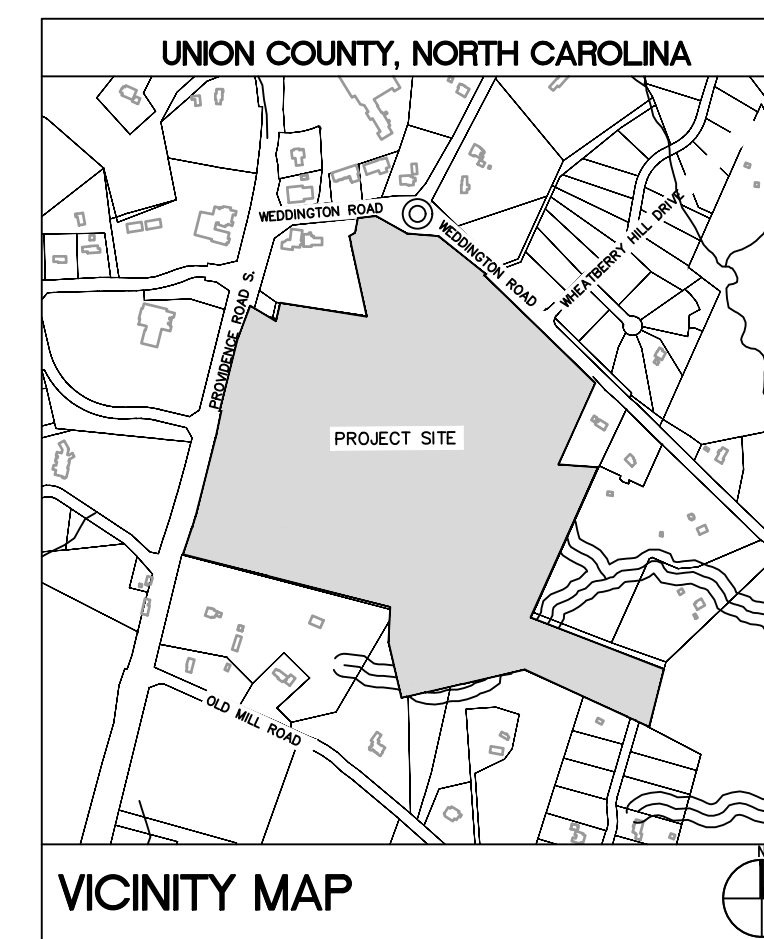 UNION COUNTY, NORTH CAROLINA
WEDDINGTON ROAD
WEDDINGTON ROAD
WHEATBERRY HILL DRIVE
PROVIDENCE ROAD S.
PROJECT SITE
OLD MILL ROAD
VICINITY MAP
N